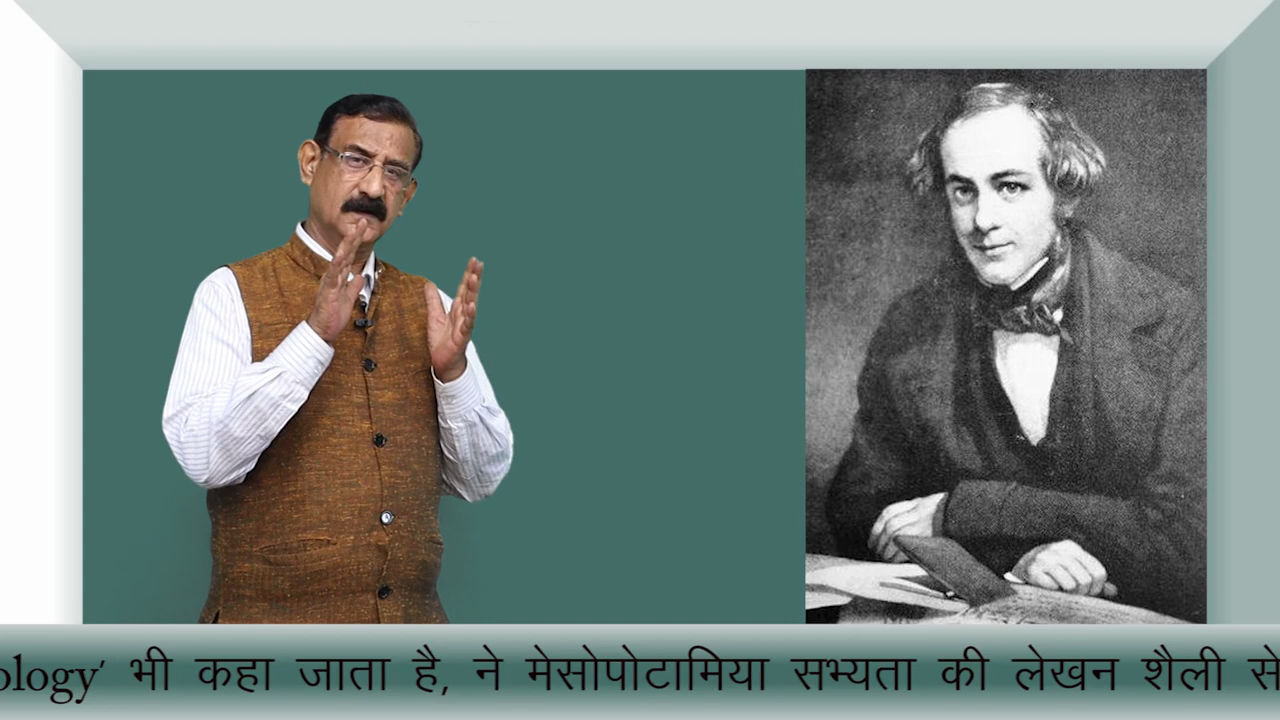 ology’ भी कहा जाता है, ने मेसोपोटामिया सभ्यता की लेखन शैली से